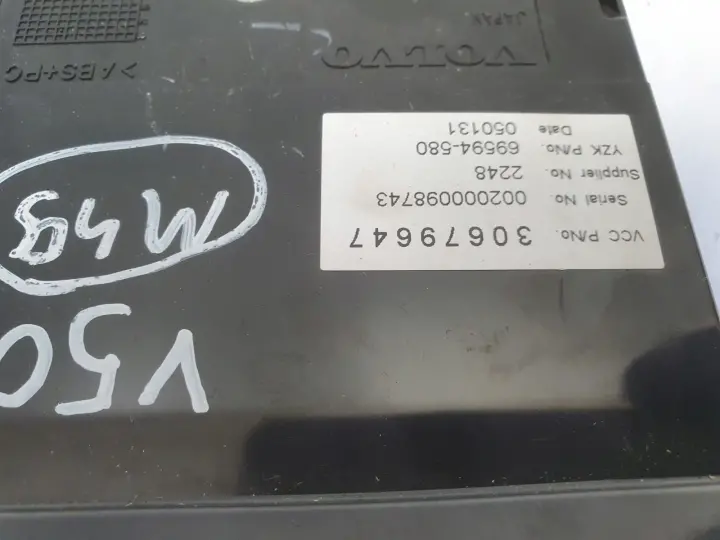 V50
VCC P/No. 30679647
Serial No. 002000098743
Supplier No. 2248
YZK P/No. 69594-580
Date 050131
M49
VOLVO
JAPAN
>ABS+PC